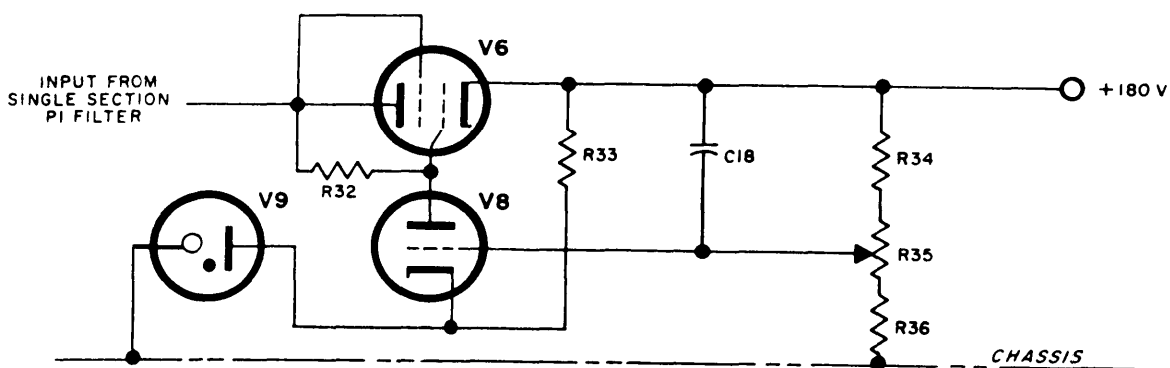 V6
INPUT FROM
SINGLE SECTION
PI FILTER
+180 V
R33
C18
R34
R32
V9
V8
R35
R36
CHASSIS